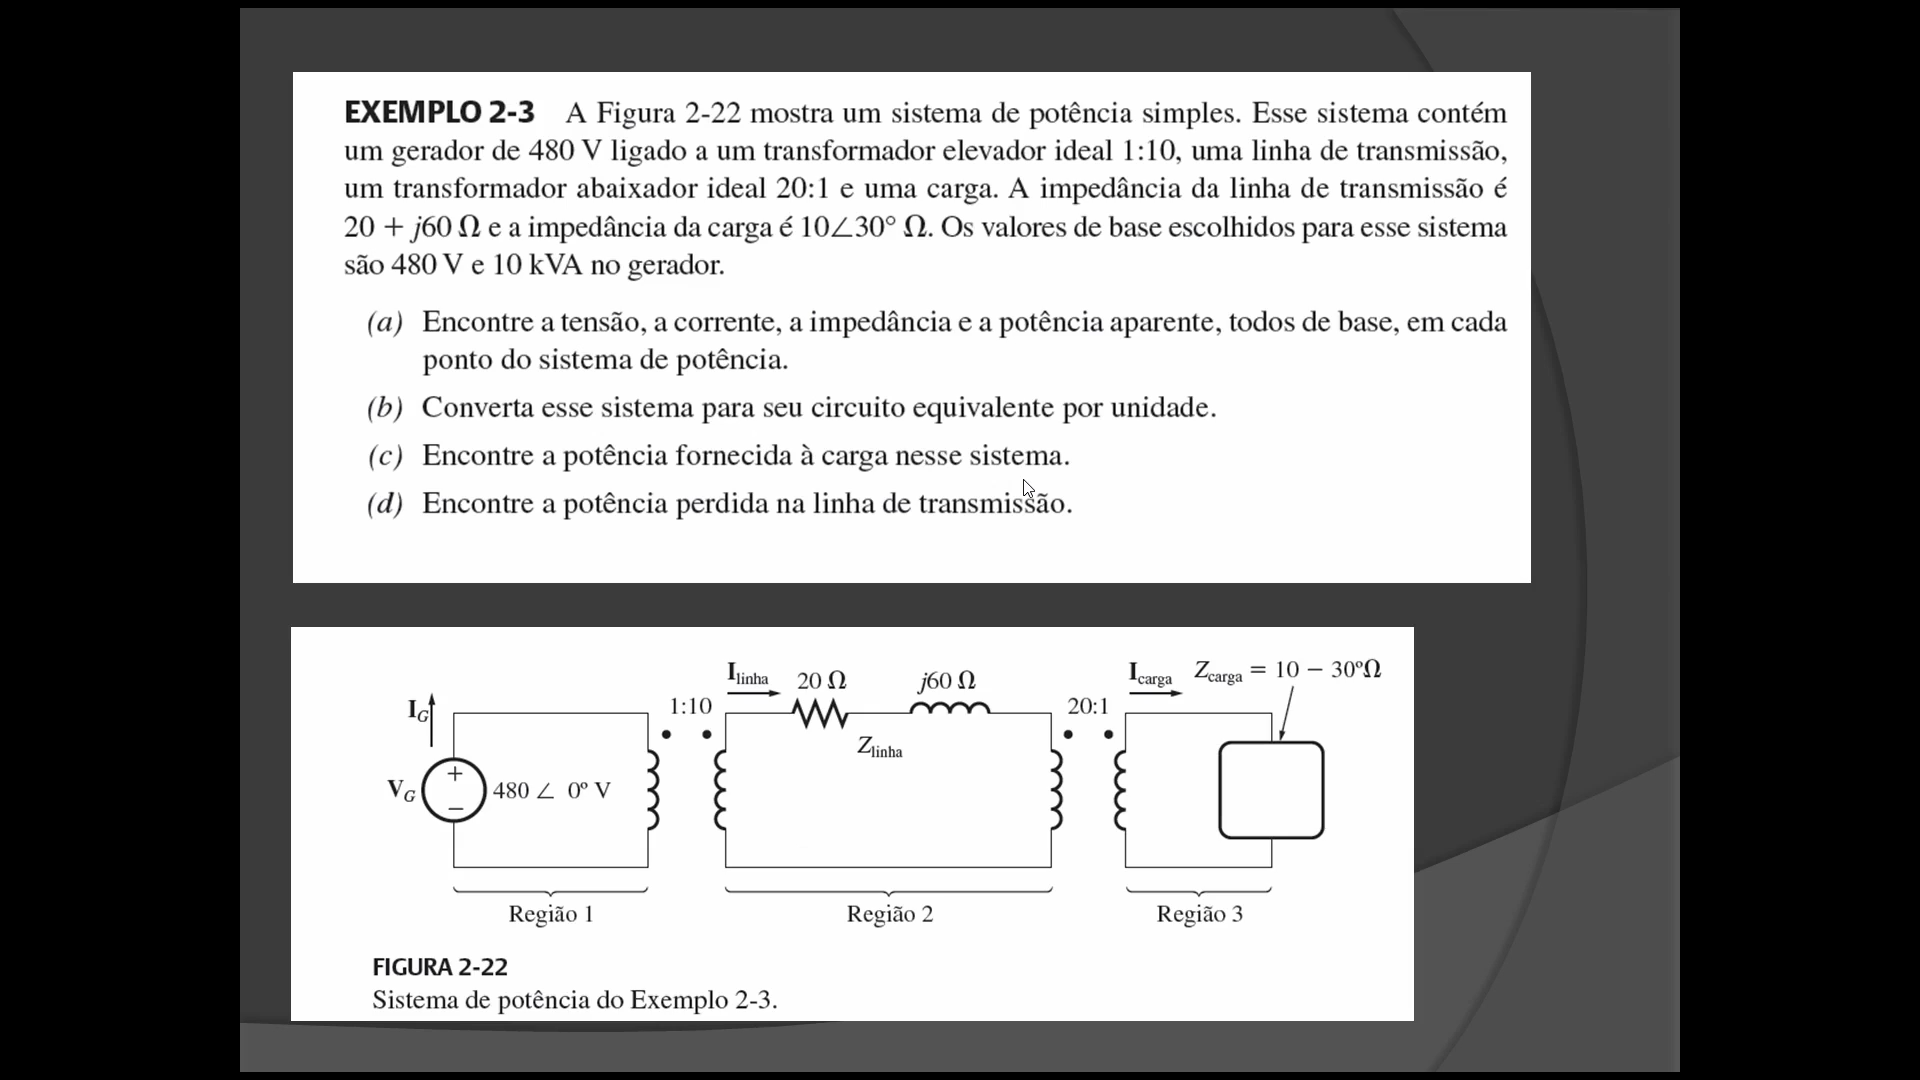 EXEMPLO 2-3 A Figura 2-22 mostra um sistema de potência simples. Esse sistema contém
um gerador de 480 V ligado a um transformador elevador ideal 1:10, uma linha de transmissão,
um transformador abaixador ideal 20:1 e uma carga. A impedância da linha de transmissão é
20 + j60 Ω e a impedância da carga é 10∠30° Ω. Os valores de base escolhidos para esse sistema
são 480 V e 10 kVA no gerador.
(a) Encontre a tensão, a corrente, a impedância e a potência aparente, todos de base, em cada
ponto do sistema de potência.
(b) Converta esse sistema para seu circuito equivalente por unidade.
(c) Encontre a potência fornecida à carga nesse sistema.
(d) Encontre a potência perdida na linha de transmissão.
I_linha 20 Ω j60 Ω I_carga Z_carga = 10 − 30ºΩ
I_G 1:10 20:1
Z_linha
V_G + − 480 ∠ 0º V
Região 1 Região 2 Região 3
FIGURA 2-22
Sistema de potência do Exemplo 2-3.